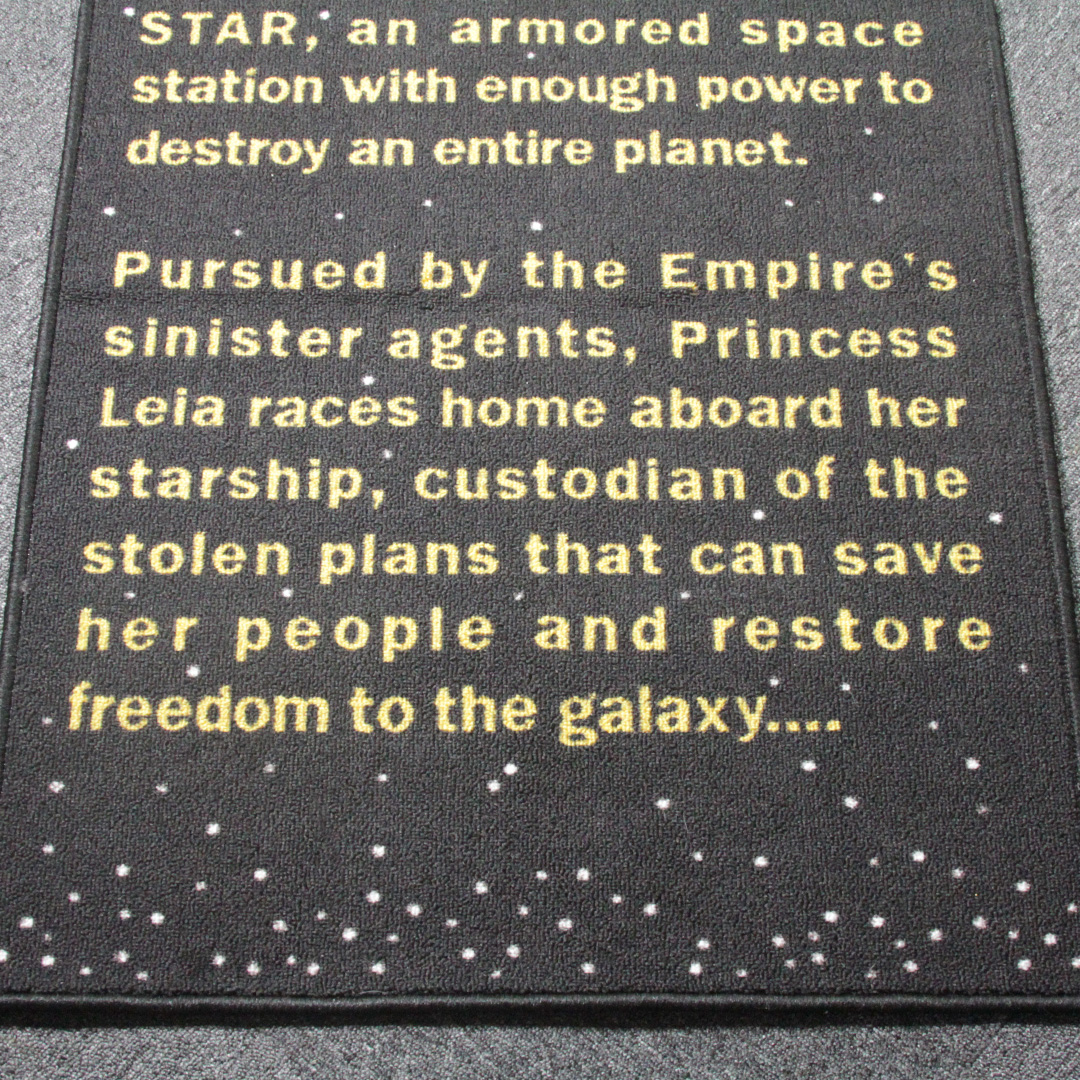 STAR, an armored space
station with enough power to
destroy an entire planet.
Pursued by the Empire's
sinister agents, Princess
Leia races home aboard her
starship, custodian of the
stolen plans that can save
her people and restore
freedom to the galaxy....